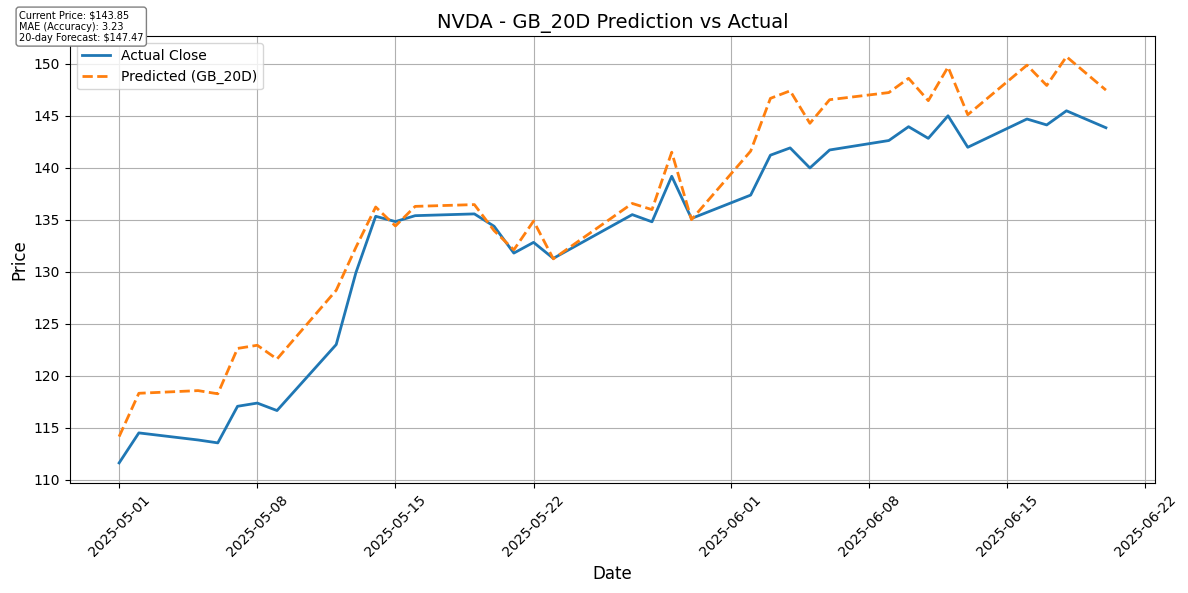 Current Price: $143.85
MAE (Accuracy): 3.23
20-day Forecast: $147.47
NVDA - GB_20D Prediction vs Actual
Actual Close
Predicted (GB_20D)
150
145
140
135
130
125
120
115
110
Price
2025-05-01
2025-05-08
2025-05-15
2025-05-22
2025-06-01
2025-06-08
2025-06-15
2025-06-22
Date